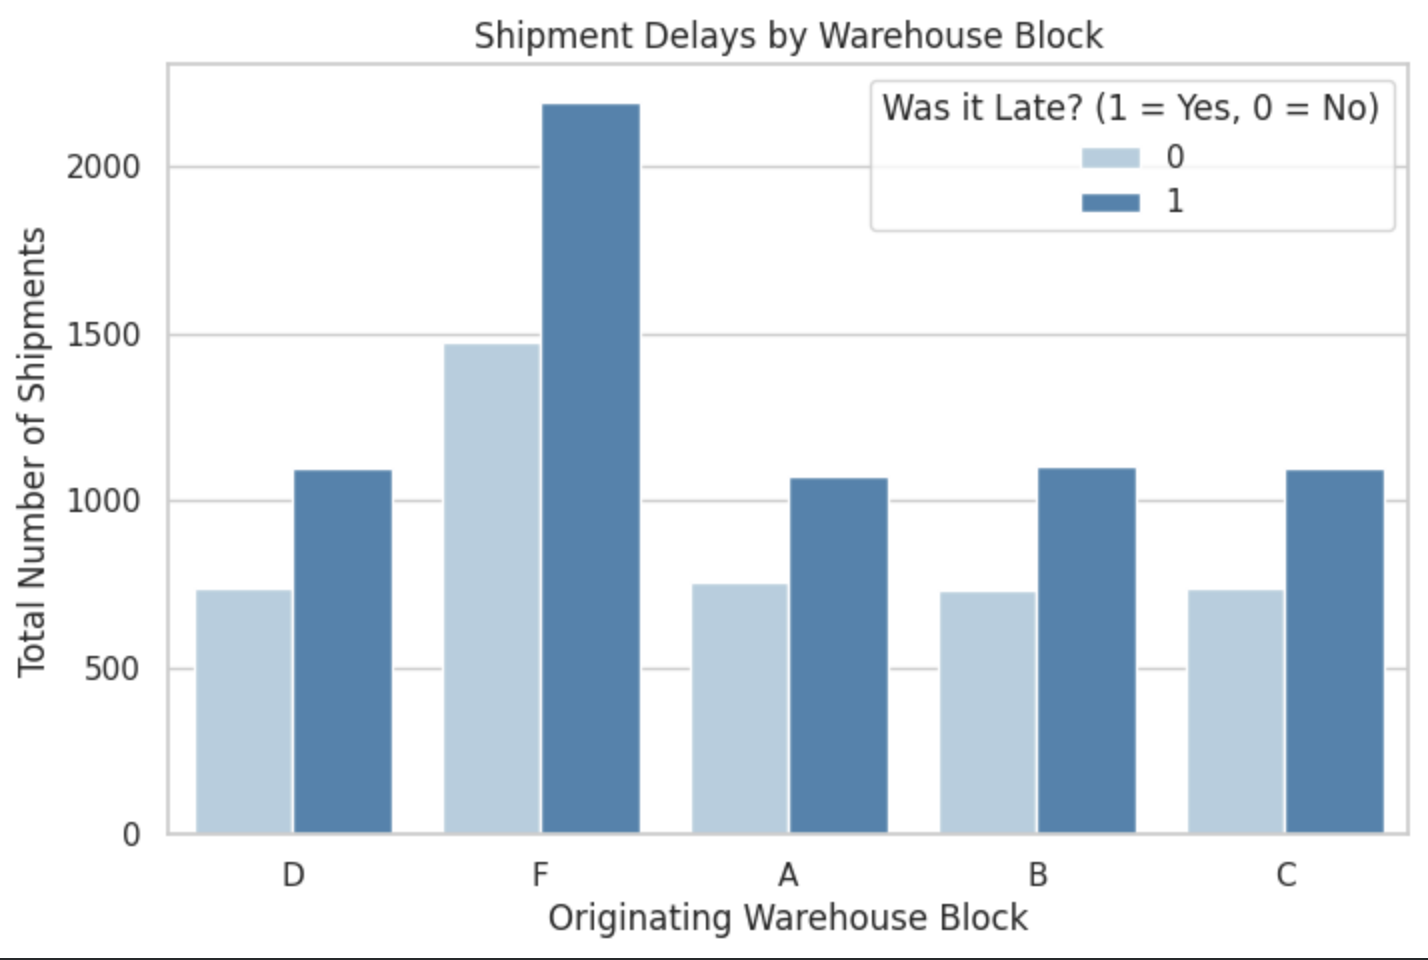 Shipment Delays by Warehouse Block
Was it Late? (1 = Yes, 0 = No)
0
1
Total Number of Shipments
2000
1500
1000
500
0
D F A B C
Originating Warehouse Block